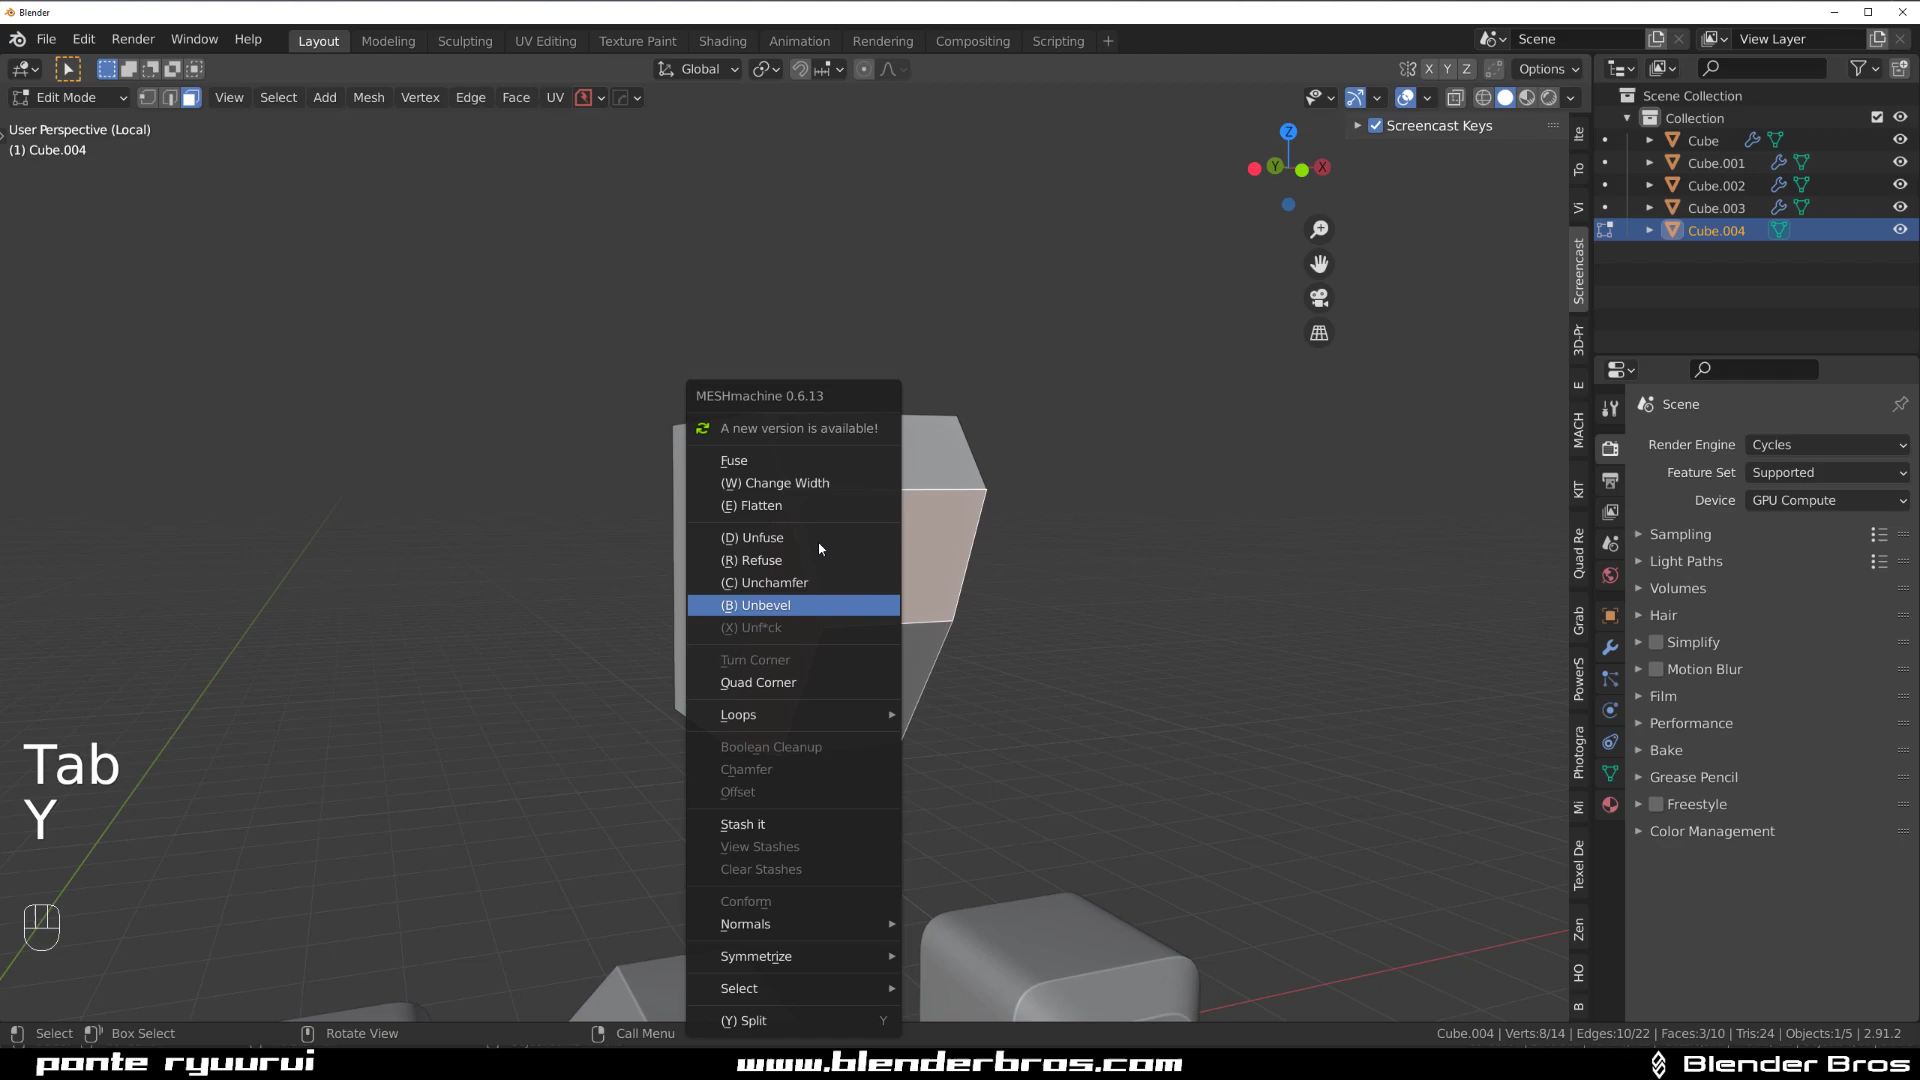 Blender
File Edit Render Window Help
Layout Modeling Sculpting UV Editing Texture Paint Shading Animation Rendering Compositing Scripting +
Scene
View Layer
Global
X Y Z
Options
Edit Mode
View Select Add Mesh Vertex Edge Face UV
User Perspective (Local)
(1) Cube.004
Screencast Keys
Z
Y
X
Ite
To
Vi
Screencast
3D-Pr
E
MACH
KIT
Quad Re
Grab
PowerS
Photogra
Mi
Texel De
Zen
HO
B
Scene Collection
Collection
Cube
Cube.001
Cube.002
Cube.003
Cube.004
Scene
Render Engine Cycles
Feature Set Supported
Device GPU Compute
Sampling
Light Paths
Volumes
Hair
Simplify
Motion Blur
Film
Performance
Bake
Grease Pencil
Freestyle
Color Management
MESHmachine 0.6.13
A new version is available!
Fuse
(W) Change Width
(E) Flatten
(D) Unfuse
(R) Refuse
(C) Unchamfer
(B) Unbevel
(X) Unf*ck
Turn Corner
Quad Corner
Loops
Boolean Cleanup
Chamfer
Offset
Stash it
View Stashes
Clear Stashes
Conform
Normals
Symmetrize
Select
(Y) Split Y
Tab
Y
Select Box Select Rotate View Call Menu
Cube.004 | Verts:8/14 | Edges:10/22 | Faces:3/10 | Tris:24 | Objects:1/5 | 2.91.2
ponte ryuurui
www.blenderbros.com
Blender Bros